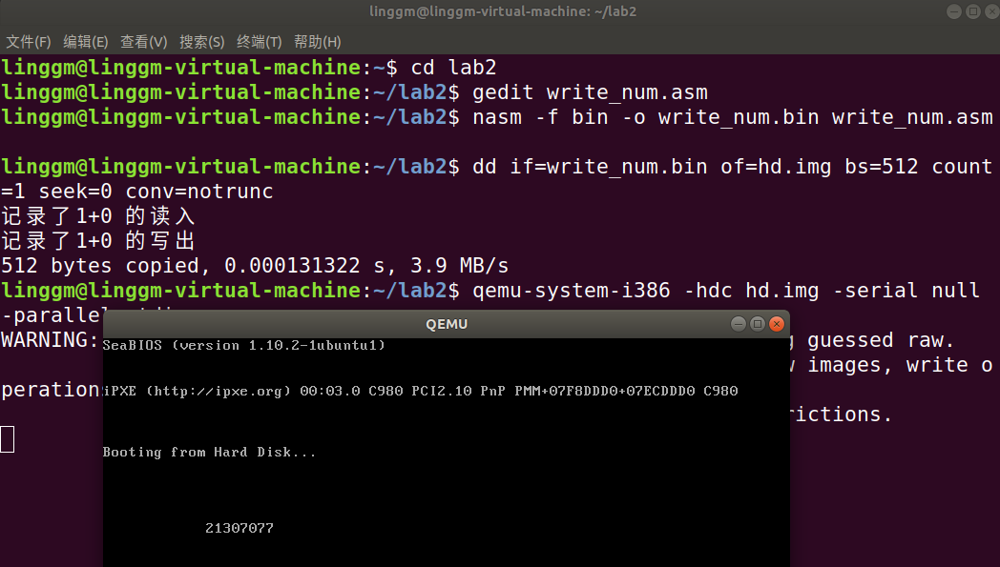 linggm@linggm-virtual-machine: ~/lab2
文件(F) 编辑(E) 查看(V) 搜索(S) 终端(T) 帮助(H)
linggm@linggm-virtual-machine:~$ cd lab2
linggm@linggm-virtual-machine:~/lab2$ gedit write_num.asm
linggm@linggm-virtual-machine:~/lab2$ nasm -f bin -o write_num.bin write_num.asm
linggm@linggm-virtual-machine:~/lab2$ dd if=write_num.bin of=hd.img bs=512 count
=1 seek=0 conv=notrunc
记录了1+0 的读入
记录了1+0 的写出
512 bytes copied, 0.000131322 s, 3.9 MB/s
linggm@linggm-virtual-machine:~/lab2$ qemu-system-i386 -hdc hd.img -serial null
-parallel
WARNING: guessed raw.
images, write o
peration
rictions.
QEMU
SeaBIOS (version 1.10.2-1ubuntu1)
iPXE (http://ipxe.org) 00:03.0 C980 PCI2.10 PnP PMM+07F8DDD0+07ECDDD0 C980
Booting from Hard Disk...
21307077